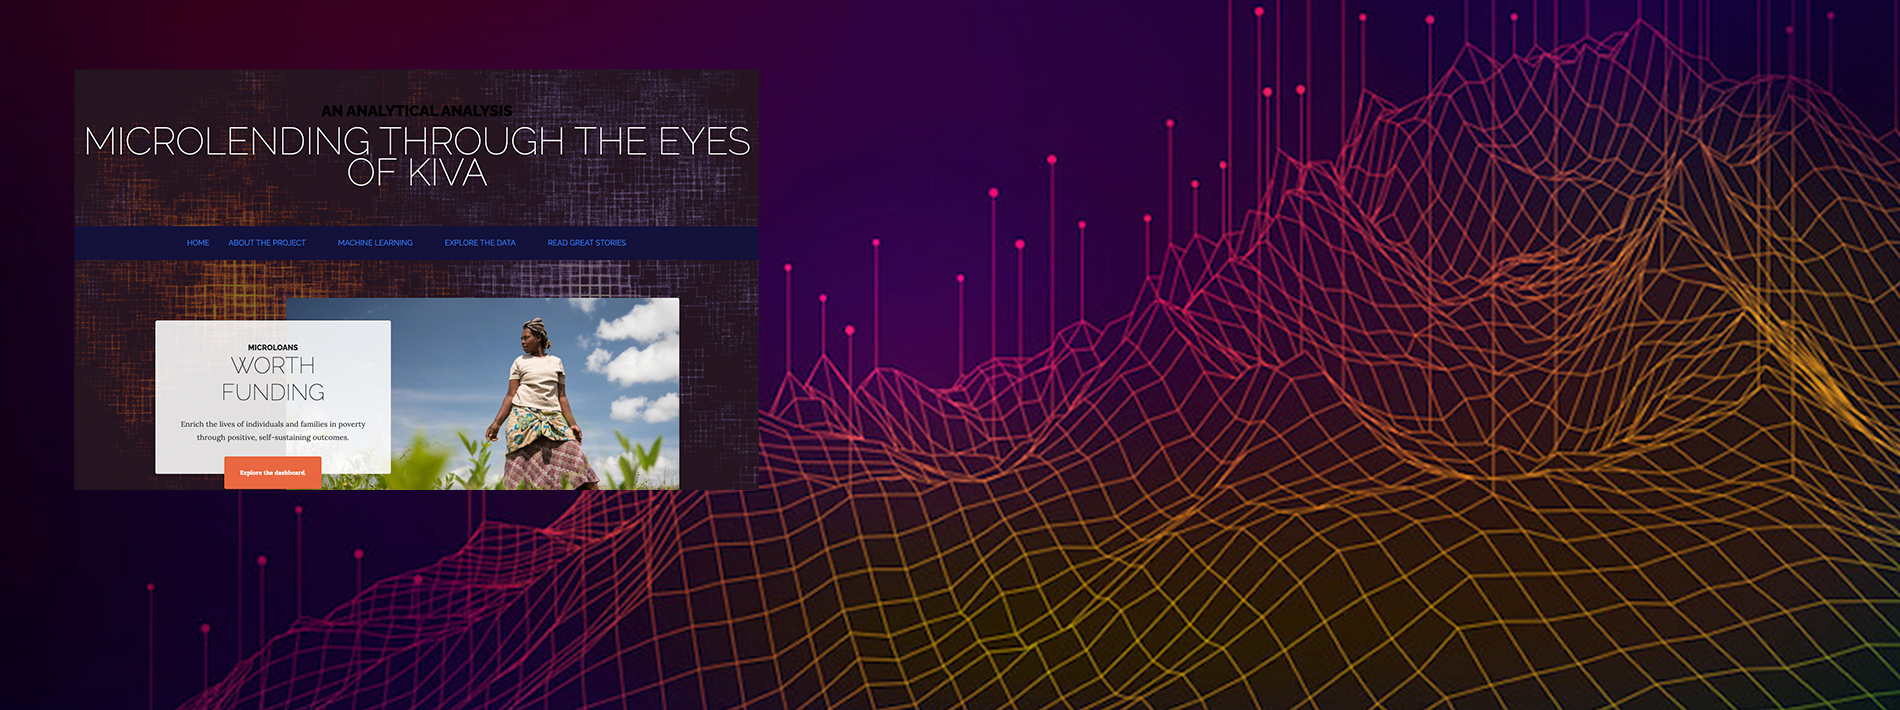 AN ANALYTICAL ANALYSIS
MICROLENDING THROUGH THE EYES
OF KIVA
HOME ABOUT THE PROJECT MACHINE LEARNING EXPLORE THE DATA READ GREAT STORIES
MICROLOANS
WORTH
FUNDING
Enrich the lives of individuals and families in poverty
through positive, self-sustaining outcomes.
Explore the dashboard.